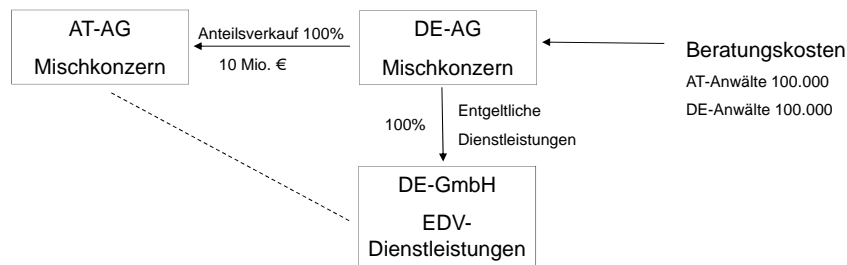 AT-AG
Mischkonzern
Anteilsverkauf 100%
10 Mio. €
DE-AG
Mischkonzern
Beratungskosten
AT-Anwälte 100.000
DE-Anwälte 100.000
100%
Entgeltliche
Dienstleistungen
DE-GmbH
EDV-
Dienstleistungen